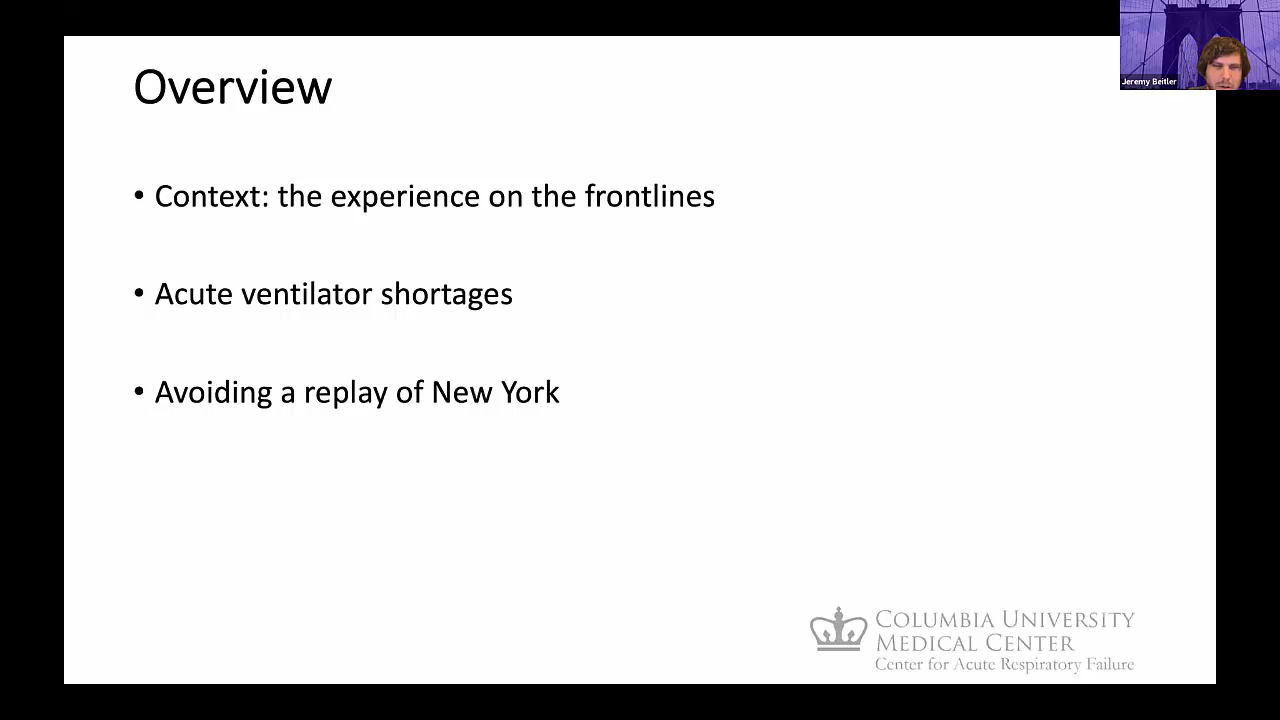 Overview
Jeremy Beitler
• Context: the experience on the frontlines
• Acute ventilator shortages
• Avoiding a replay of New York
COLUMBIA UNIVERSITY
MEDICAL CENTER
Center for Acute Respiratory Failure